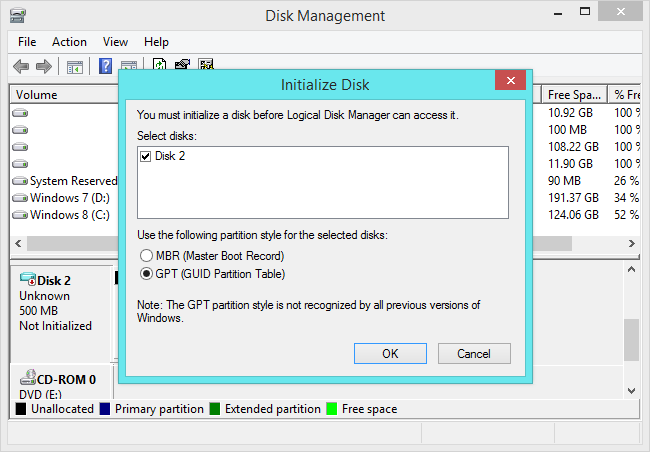 Disk Management
File Action View Help
Initialize Disk
Volume
Free Spa... % Fre
10.92 GB 100 %
100 MB 100 %
108.22 GB 100 %
11.90 GB 100 %
System Reserved 90 MB 26 %
Windows 7 (D:) 191.37 GB 34 %
Windows 8 (C:) 124.06 GB 52 %
You must initialize a disk before Logical Disk Manager can access it.
Select disks:
Disk 2
Use the following partition style for the selected disks:
MBR (Master Boot Record)
GPT (GUID Partition Table)
Note: The GPT partition style is not recognized by all previous versions of
Windows.
OK Cancel
Disk 2
Unknown
500 MB
Not Initialized
CD-ROM 0
DVD (E:)
Unallocated Primary partition Extended partition Free space